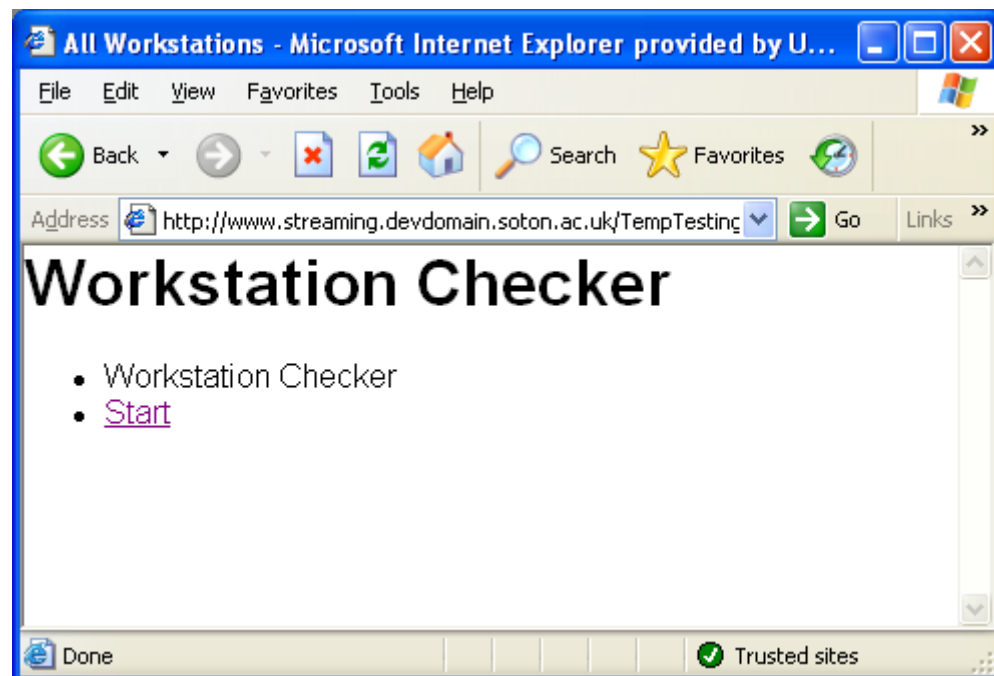 All Workstations - Microsoft Internet Explorer provided by U...
File Edit View Favorites Tools Help
Back Search Favorites »
Address http://www.streaming.devdomain.soton.ac.uk/TempTesting Go Links »
Workstation Checker
• Workstation Checker
• Start
Done Trusted sites